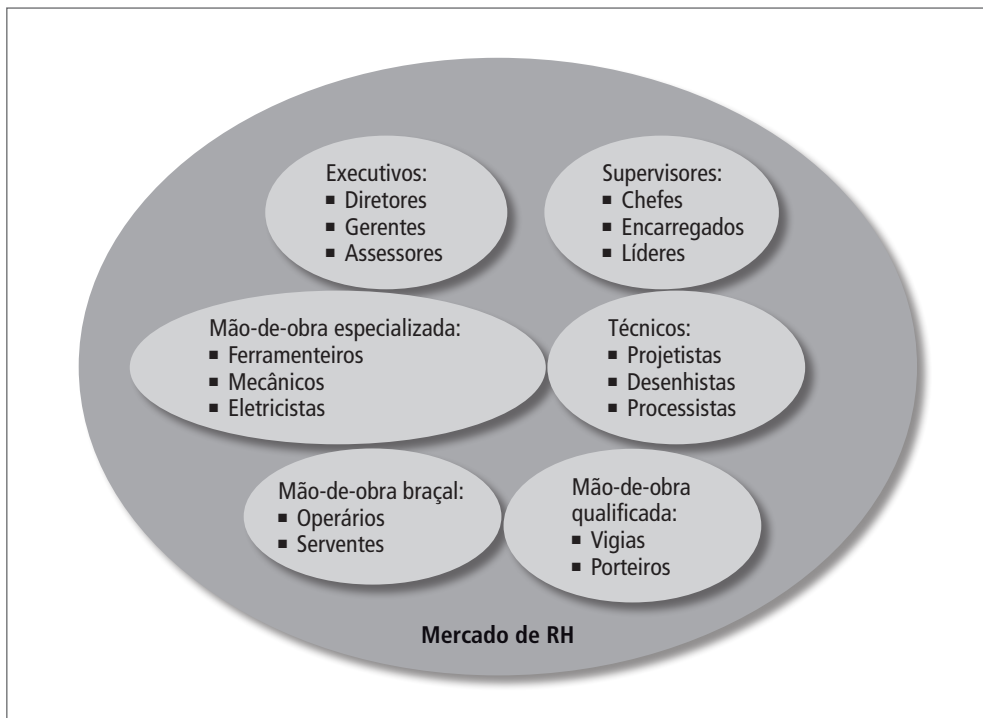 Executivos:
▪ Diretores
▪ Gerentes
▪ Assessores
Supervisores:
▪ Chefes
▪ Encarregados
▪ Líderes
Mão-de-obra especializada:
▪ Ferramenteiros
▪ Mecânicos
▪ Eletricistas
Técnicos:
▪ Projetistas
▪ Desenhistas
▪ Processistas
Mão-de-obra braçal:
▪ Operários
▪ Serventes
Mão-de-obra
qualificada:
▪ Vigias
▪ Porteiros
Mercado de RH